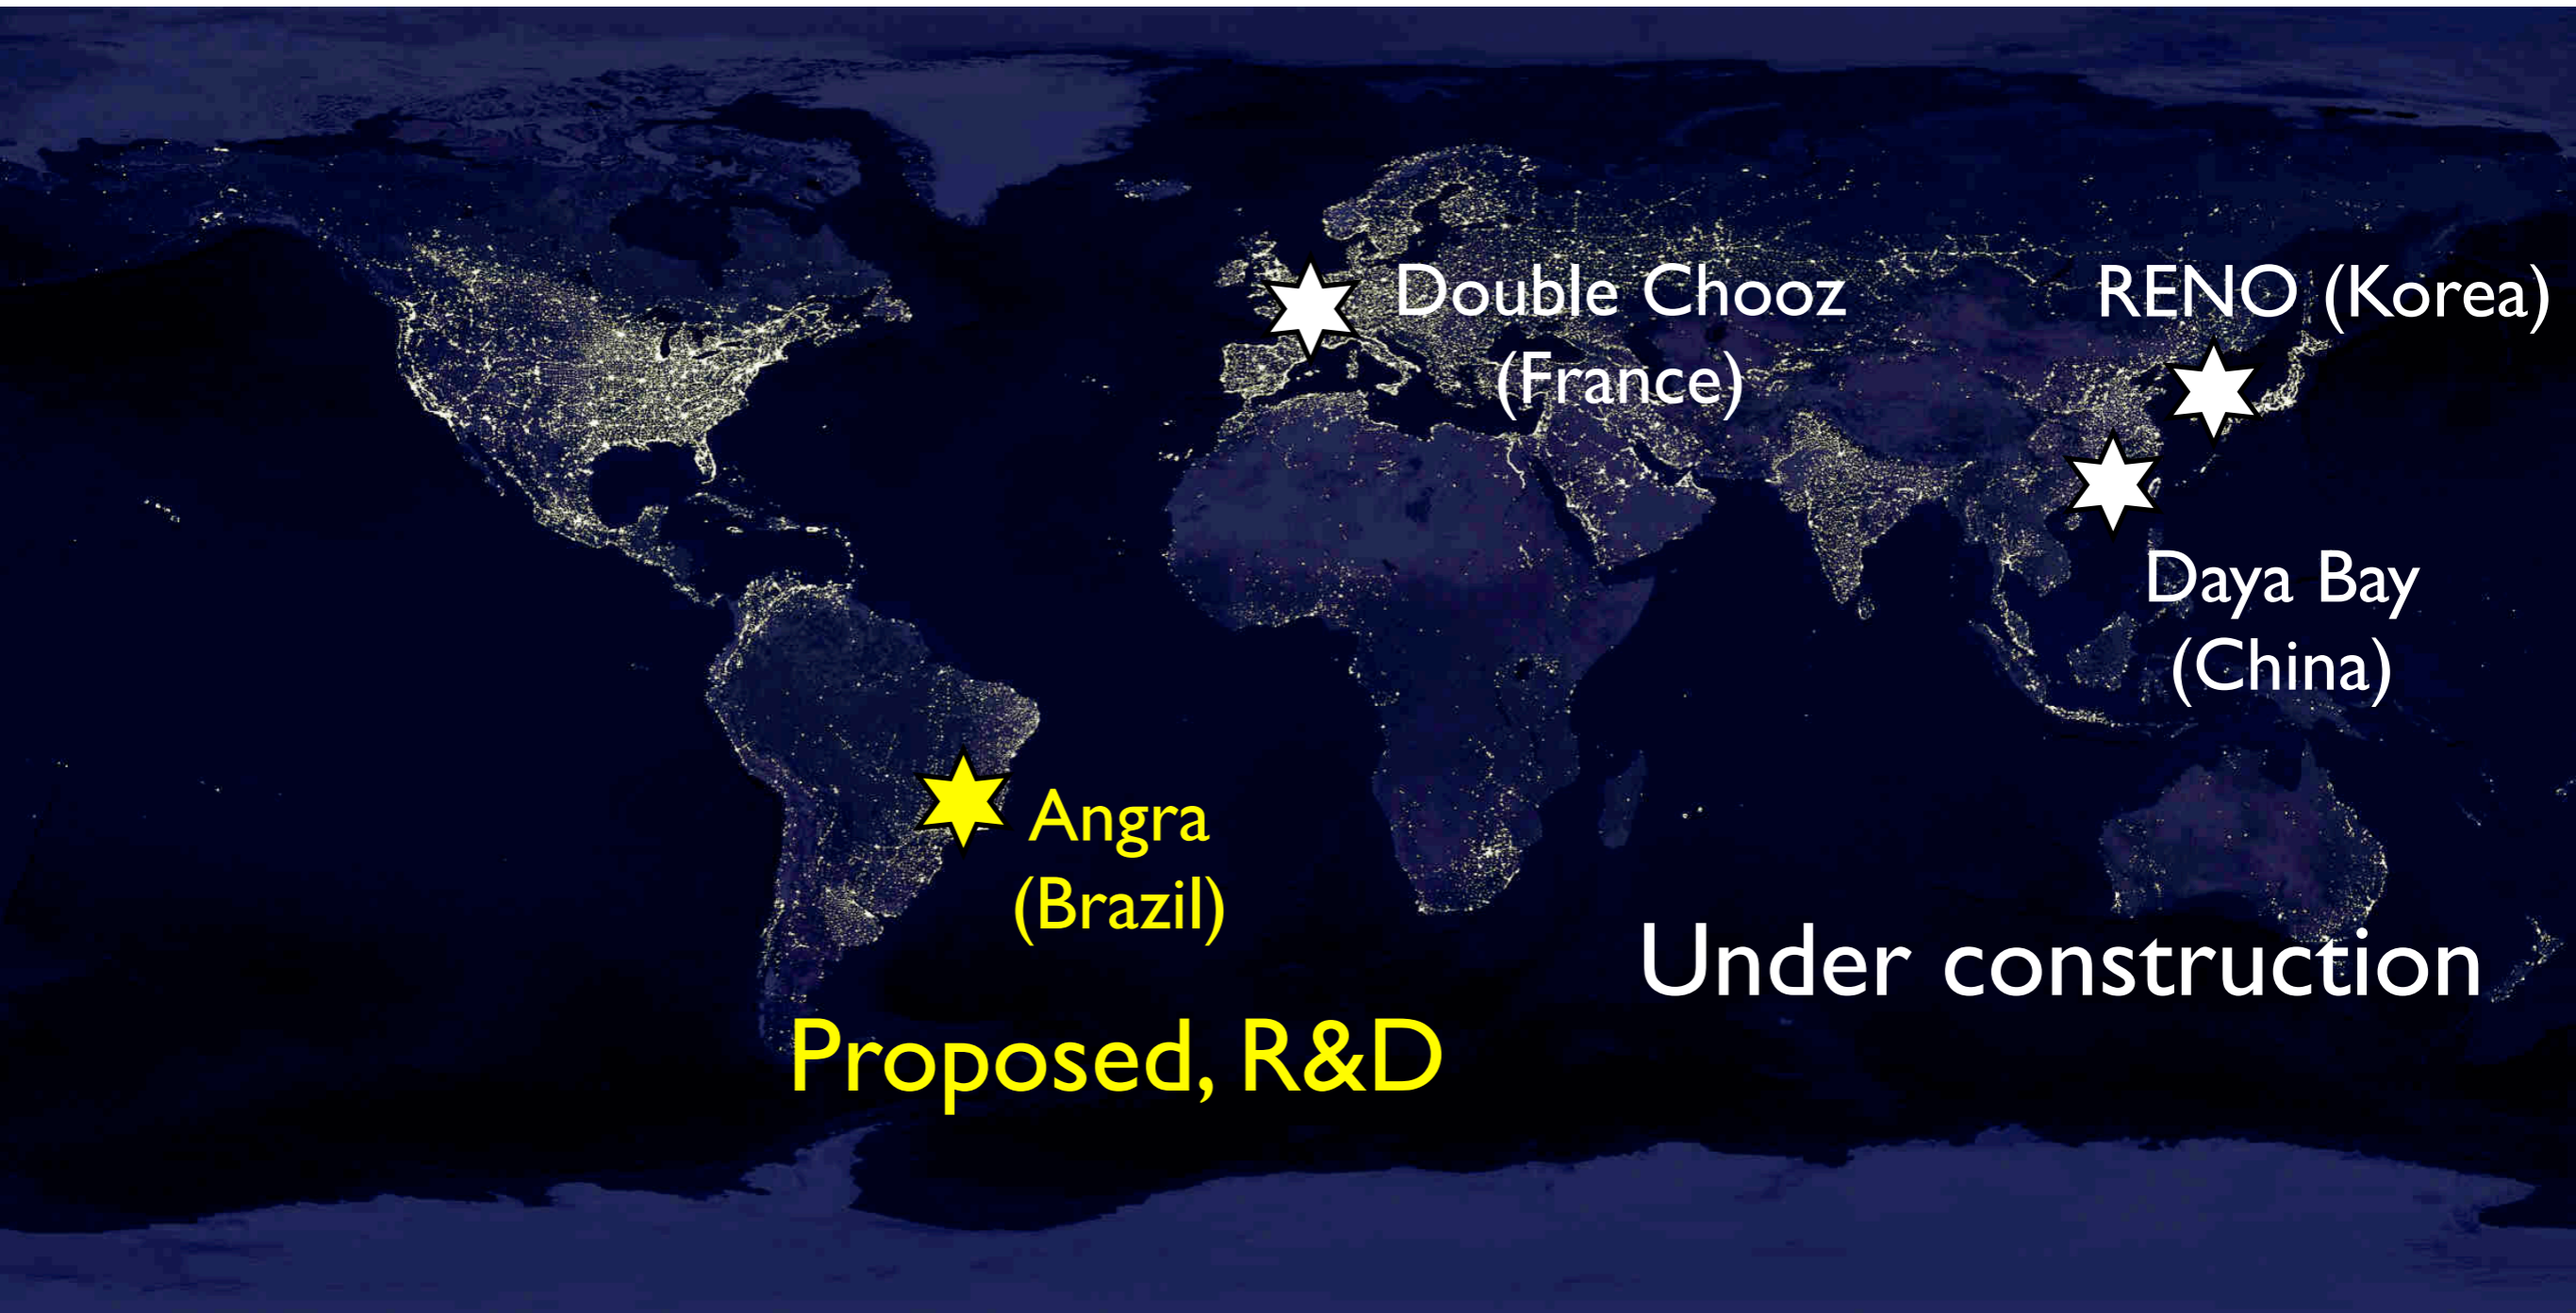 Double Chooz
(France)
RENO (Korea)
Daya Bay
(China)
Angra
(Brazil)
Under construction
Proposed, R&D